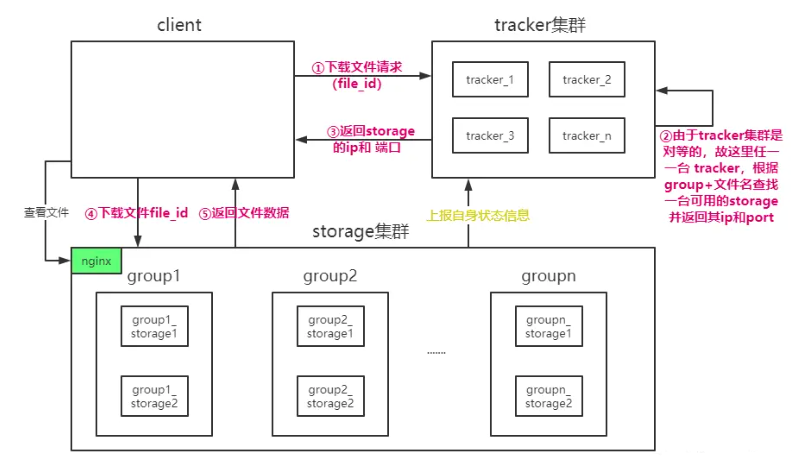 client
tracker集群
①下载文件请求
（file_id）
tracker_1
tracker_2
③返回storage
的ip和 端口
tracker_3
tracker_n
②由于tracker集群是
对等的，故这里任一
一台 tracker，根据
group+文件名查找
一台可用的storage
并返回其ip和port
查看文件
④下载文件file_id
⑤返回文件数据
上报自身状态信息
storage集群
nginx
group1
group2
groupn
group1_
storage1
group2_
storage1
groupn_
storage1
.......
group1_
storage2
group2_
storage2
groupn_
storage2